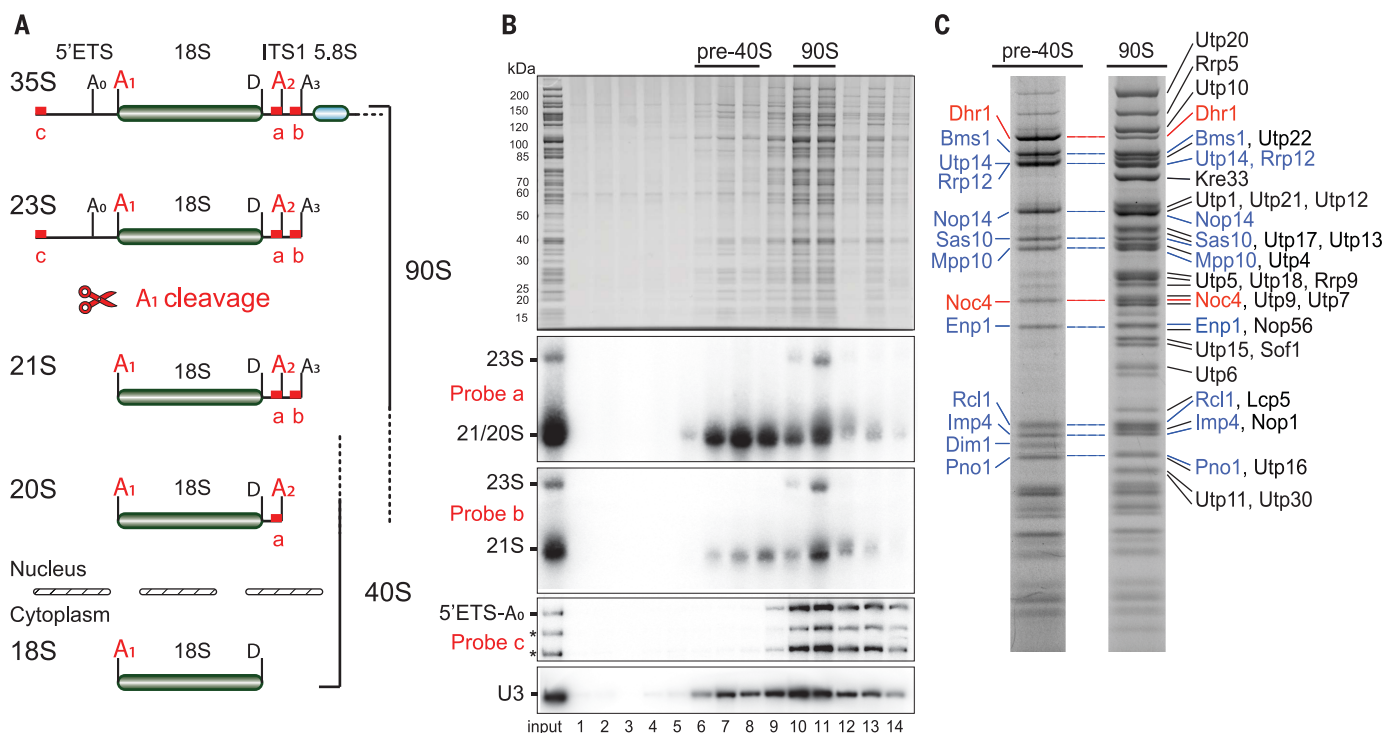 A
5'ETS 18S ITS1 5.8S
35S A₀ A₁ D A₂ A₃
c a b
23S A₀ A₁ 18S D A₂ A₃
c a b
A₁ cleavage
90S
21S A₁ 18S D A₂ A₃
a b
20S A₁ 18S D A₂
a
Nucleus
Cytoplasm
40S
18S A₁ 18S D
B
pre-40S 90S
kDa
200
150
120
100
85
70
60
50
40
30
25
20
15
23S
Probe a
21/20S
23S
Probe b
21S
5'ETS-A₀
*
Probe c
*
U3
input 1 2 3 4 5 6 7 8 9 10 11 12 13 14
C
pre-40S 90S
Dhr1
Bms1
Utp14
Rrp12
Nop14
Sas10
Mpp10
Noc4
Enp1
Rcl1
Imp4
Dim1
Pno1
Utp20
Rrp5
Utp10
Dhr1
Bms1, Utp22
Utp14, Rrp12
Kre33
Utp1, Utp21, Utp12
Nop14
Sas10, Utp17, Utp13
Mpp10, Utp4
Utp5, Utp18, Rrp9
Noc4, Utp9, Utp7
Enp1, Nop56
Utp15, Sof1
Utp6
Rcl1, Lcp5
Imp4, Nop1
Pno1, Utp16
Utp11, Utp30